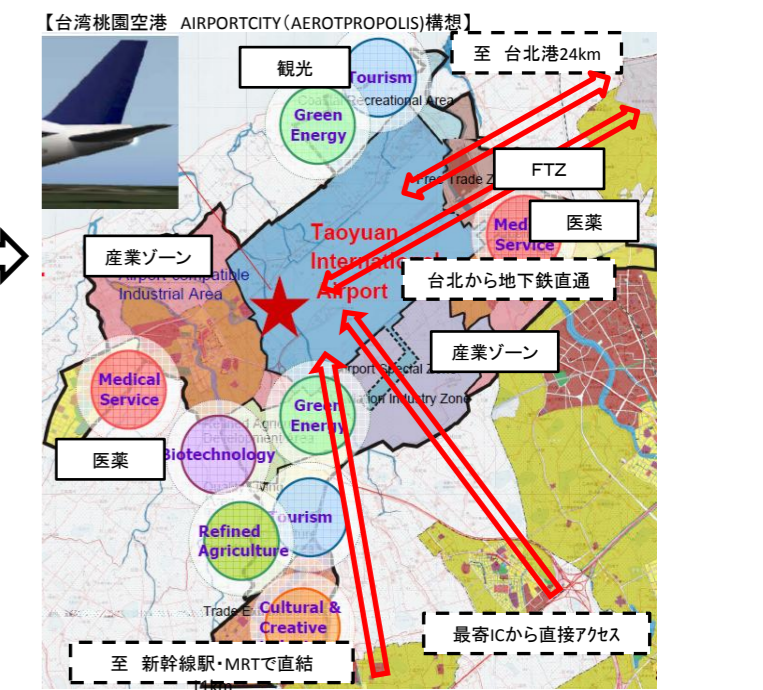 【台湾桃園空港 AIRPORTCITY(AEROTPROPOLIS)構想】
観光
Tourism
至 台北港24km
Coastal Recreational Area
Green
Energy
FTZ
Free Trade Z
医薬
Med
Service
Taoyuan
International
Airport
産業ゾーン
Airport-compatible
Industrial Area
台北から地下鉄直通
産業ゾーン
Airport Special Zone
ion Industry Zone
Medical
Service
Green
Energy
医薬
Biotechnology
Tourism
Refined
Agriculture
Cultural &
Creative
最寄ICから直接アクセス
至 新幹線駅・MRTで直結
11km